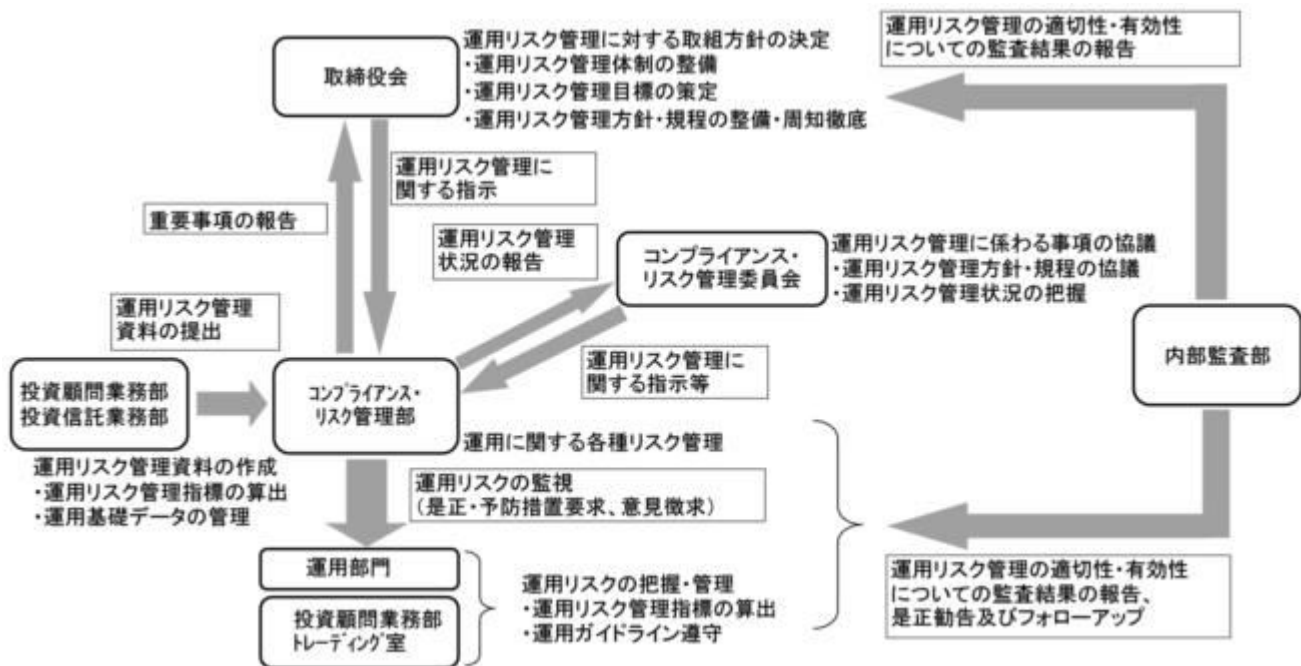 取締役会
運用リスク管理に対する取組方針の決定
・運用リスク管理体制の整備
・運用リスク管理目標の策定
・運用リスク管理方針・規程の整備・周知徹底
運用リスク管理の適切性・有効性
についての監査結果の報告
運用リスク管理に
関する指示
重要事項の報告
運用リスク管理
状況の報告
コンプライアンス・
リスク管理委員会
運用リスク管理に係わる事項の協議
・運用リスク管理方針・規程の協議
・運用リスク管理状況の把握
運用リスク管理
資料の提出
運用リスク管理に
関する指示等
内部監査部
投資顧問業務部
投資信託業務部
コンプライアンス・
リスク管理部
運用に関する各種リスク管理
運用リスク管理資料の作成
・運用リスク管理指標の算出
・運用基礎データの管理
運用リスクの監視
(是正・予防措置要求、意見徴求)
運用部門
投資顧問業務部
トレーディング室
運用リスクの把握・管理
・運用リスク管理指標の算出
・運用ガイドライン遵守
運用リスク管理の適切性・有効性
についての監査結果の報告、
是正勧告及びフォローアップ